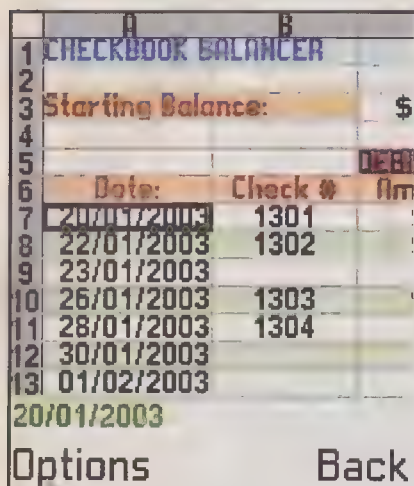 A B
1 CHECKBOOK BALANCER
2
3 Starting Balance: $
4
5 DEBI
6 Date: Check # Am
7 20/01/2003 1301
8 22/01/2003 1302
9 23/01/2003
10 26/01/2003 1303
11 28/01/2003 1304
12 30/01/2003
13 01/02/2003
20/01/2003
Options Back